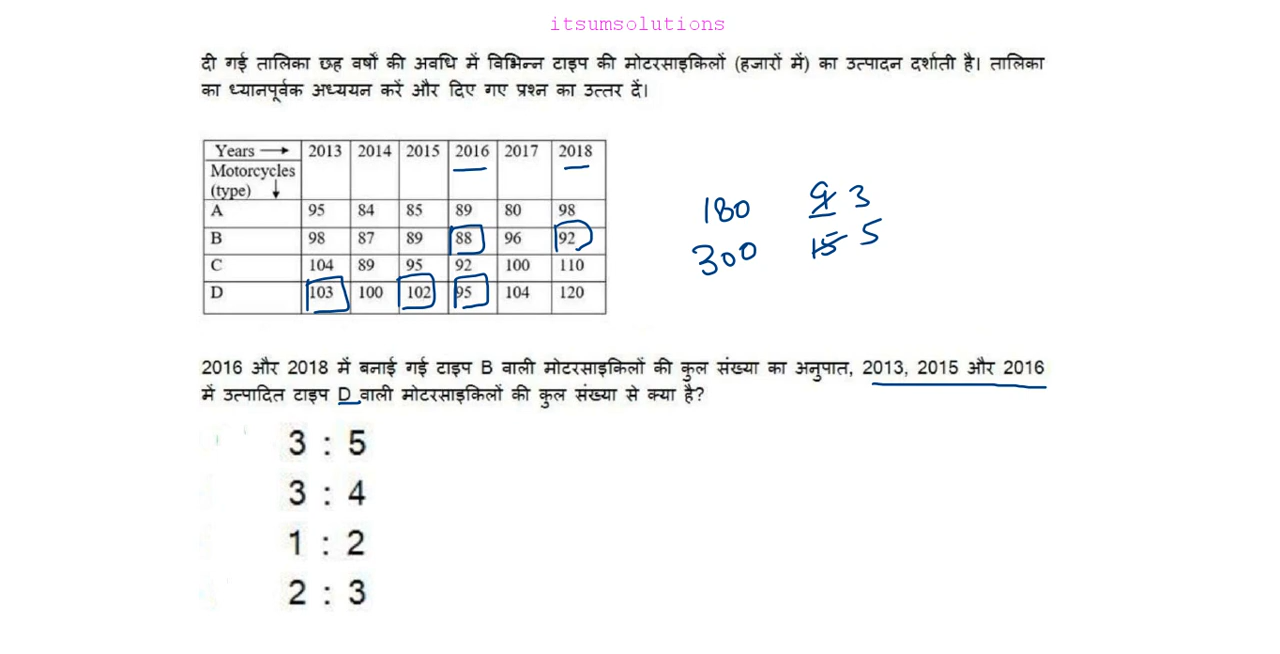 itsumsolutions
दी गई तालिका छह वर्षों की अवधि में विभिन्न टाइप की मोटरसाइकिलों (हजारों में) का उत्पादन दर्शाती है। तालिका
का ध्यानपूर्वक अध्ययन करें और दिए गए प्रश्न का उत्तर दें।
Years → 2013 2014 2015 2016 2017 2018
Motorcycles
(type) ↓
A 95 84 85 89 80 98
B 98 87 89 88 96 92
C 104 89 95 92 100 110
D 103 100 102 95 104 120
180 9 3
300 15 5
2016 और 2018 में बनाई गई टाइप B वाली मोटरसाइकिलों की कुल संख्या का अनुपात, 2013, 2015 और 2016
में उत्पादित टाइप D वाली मोटरसाइकिलों की कुल संख्या से क्या है?
3 : 5
3 : 4
1 : 2
2 : 3